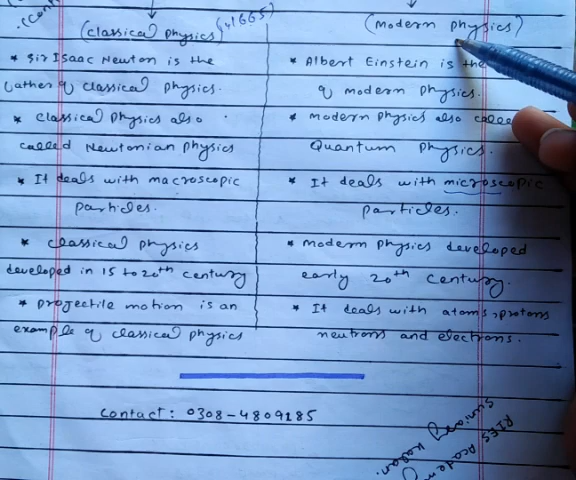 (Classical physics) (41665)
* Sir Isaac Newton is the
father of classical physics.
* Classical physics also
called Newtonian physics
* It deals with macroscopic
particles.
* Classical physics
developed in 15 to 20th century
* projectile motion is an
example of classical physics
(modern physics)
* Albert Einstein is the
of modern physics.
* modern physics also called
Quantum physics.
* It deals with microscopic
particles.
* modern physics developed
early 20th century.
* It deals with atoms, protons
neutrons and electrons.
Contact: 0308-4809185
RIES Academy